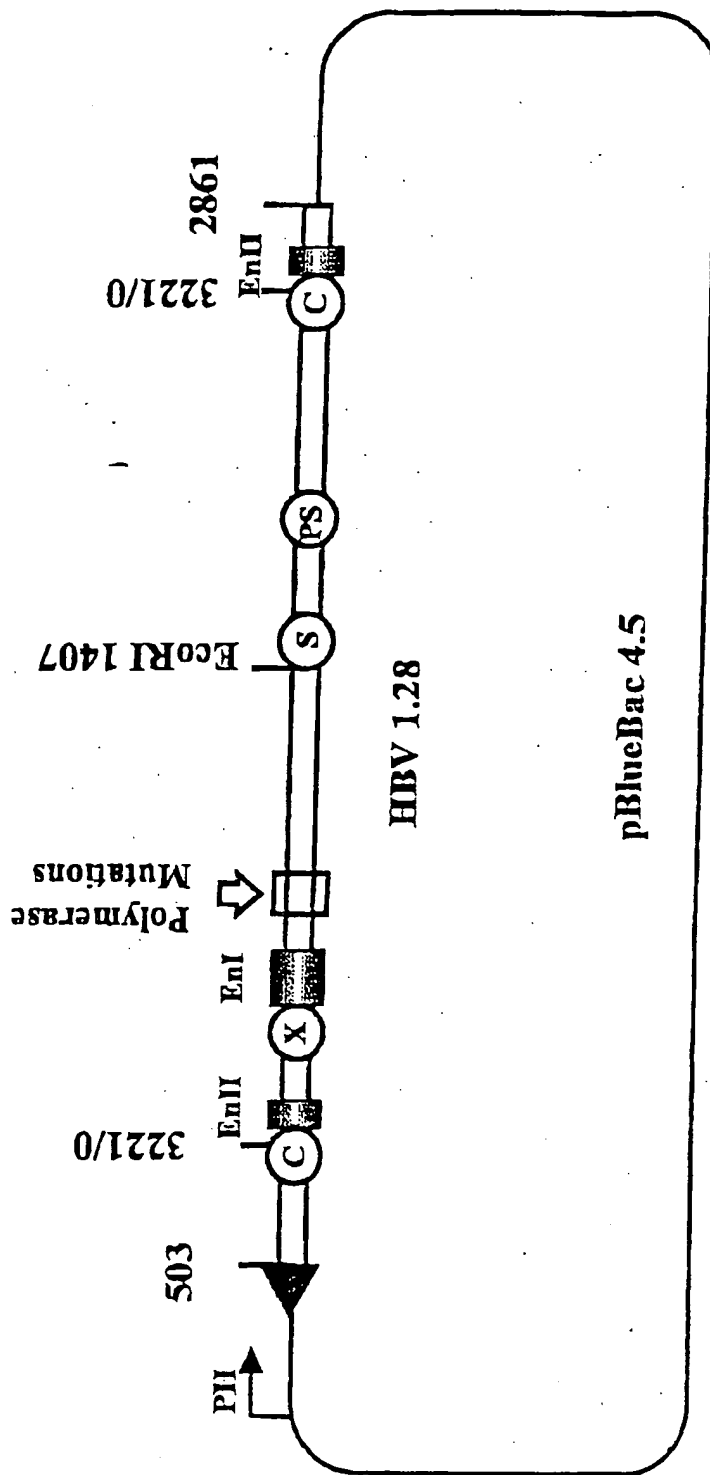 PH
503
3221/0
C
EnII
X
EnI
Polymerase
Mutations
EcoRI 1407
S
PS
3221/0
C
EnII
2861
HBV 1.28
pBlueBac 4.5